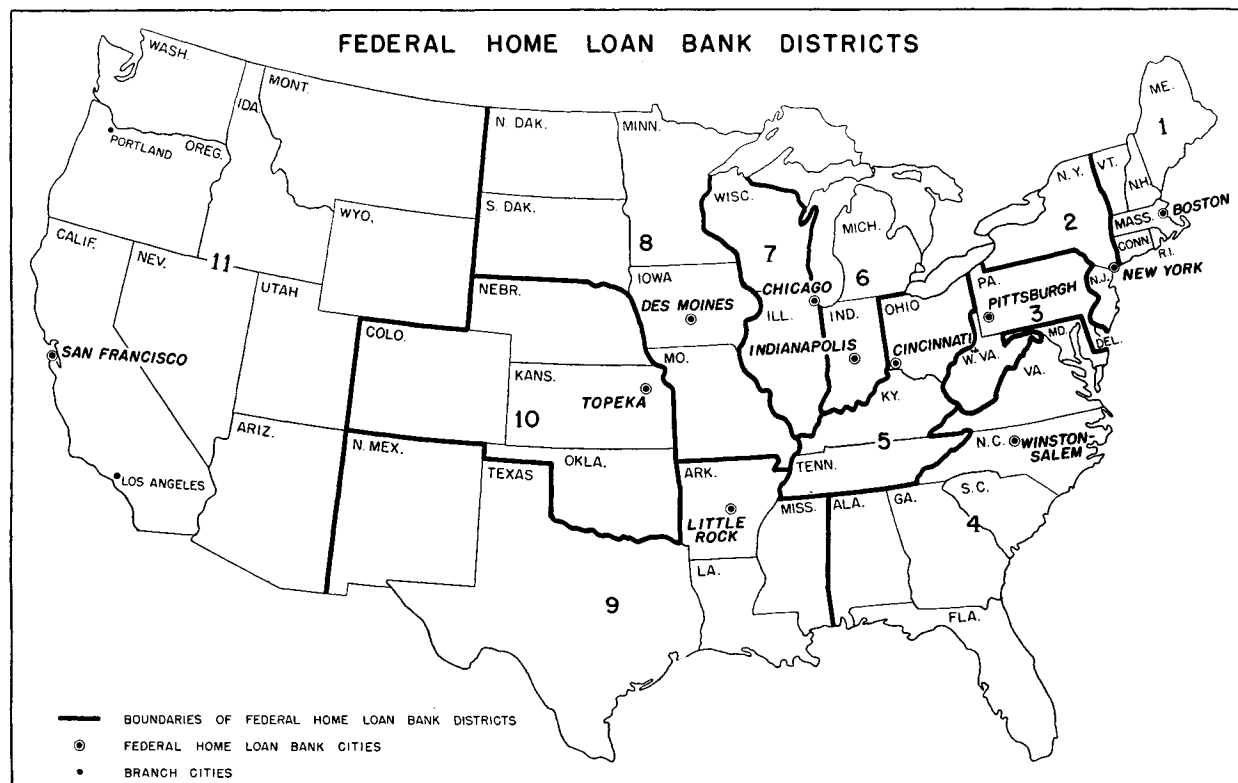 FEDERAL HOME LOAN BANK DISTRICTS
WASH.
MONT.
IDA.
N. DAK.
MINN.
ME.
1
PORTLAND
OREG.
N.Y.
VT.
N.H.
WYO.
S. DAK.
WISC.
MICH.
2
MASS.
BOSTON
CALIF.
NEV.
11
8
7
6
CONN.
R.I.
UTAH
NEBR.
IOWA
DES MOINES
CHICAGO
ILL.
IND.
OHIO
PA.
PITTSBURGH
3
N.J.
NEW YORK
COLO.
SAN FRANCISCO
MO.
INDIANAPOLIS
CINCINNATI
W. VA.
MD.
DEL.
VA.
KANS.
10
TOPEKA
KY.
5
ARIZ.
N. MEX.
TEXAS
OKLA.
ARK.
TENN.
N.C.
WINSTON-
SALEM
LOS ANGELES
LITTLE
ROCK
MISS.
ALA.
GA.
S.C.
4
LA.
9
FLA.
BOUNDARIES OF FEDERAL HOME LOAN BANK DISTRICTS
FEDERAL HOME LOAN BANK CITIES
BRANCH CITIES